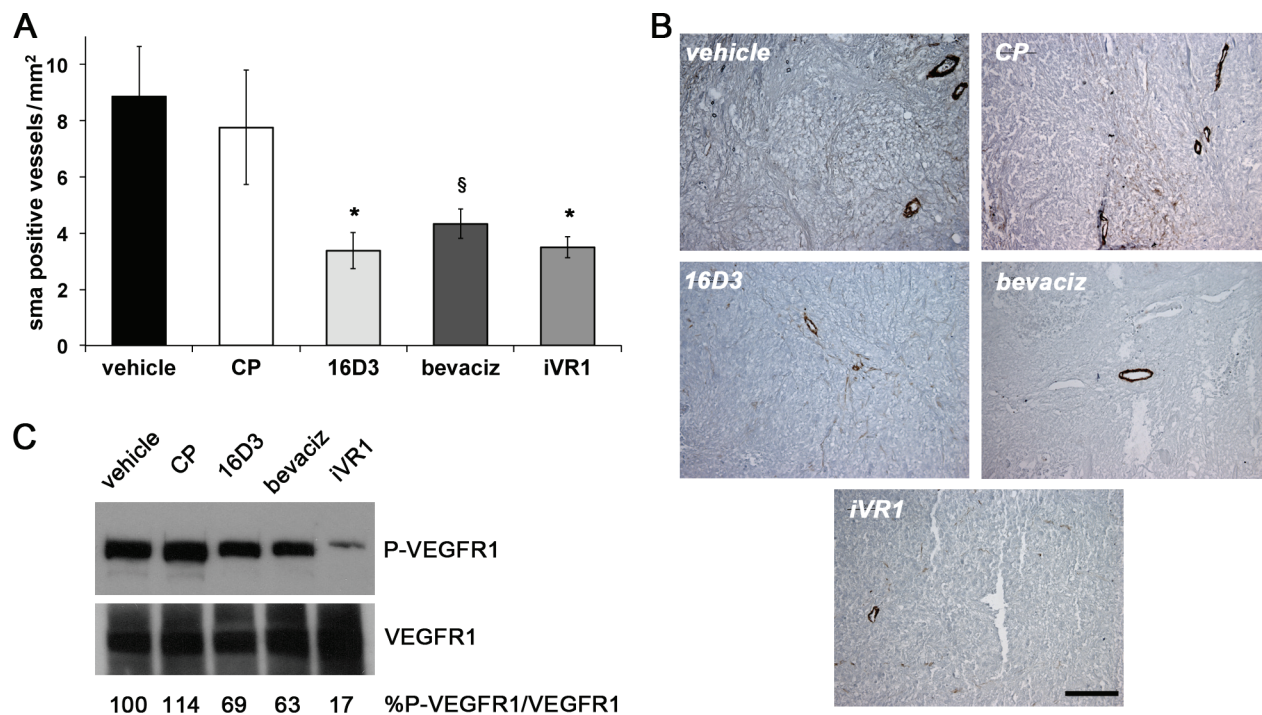 A
sma positive vessels/mm²
10
8
6
4
2
0
*
§
*
vehicle CP 16D3 bevaciz iVR1
B
vehicle
CP
16D3
bevaciz
iVR1
C
vehicle CP 16D3 bevaciz iVR1
P-VEGFR1
VEGFR1
100 114 69 63 17 %P-VEGFR1/VEGFR1